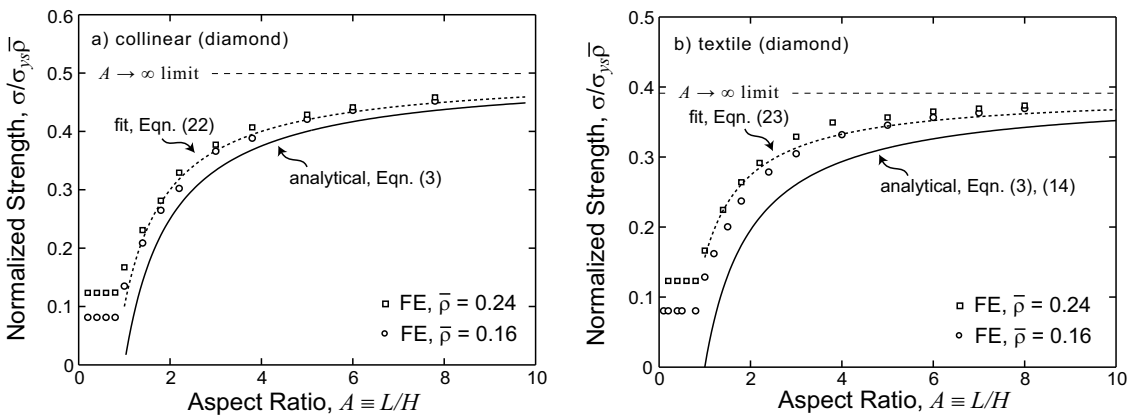 a) collinear (diamond)
A → ∞ limit
fit, Eqn. (22)
analytical, Eqn. (3)
FE, ρ̅ = 0.24
FE, ρ̅ = 0.16
0.6
0.5
0.4
0.3
0.2
0.1
0
0 2 4 6 8 10
Normalized Strength, σ/σ_ys ρ̅
Aspect Ratio, A ≡ L/H
b) textile (diamond)
A → ∞ limit
fit, Eqn. (23)
analytical, Eqn. (3), (14)
FE, ρ̅ = 0.24
FE, ρ̅ = 0.16
0.5
0.4
0.3
0.2
0.1
0
0 2 4 6 8 10
Normalized Strength, σ/σ_ys ρ̅
Aspect Ratio, A ≡ L/H